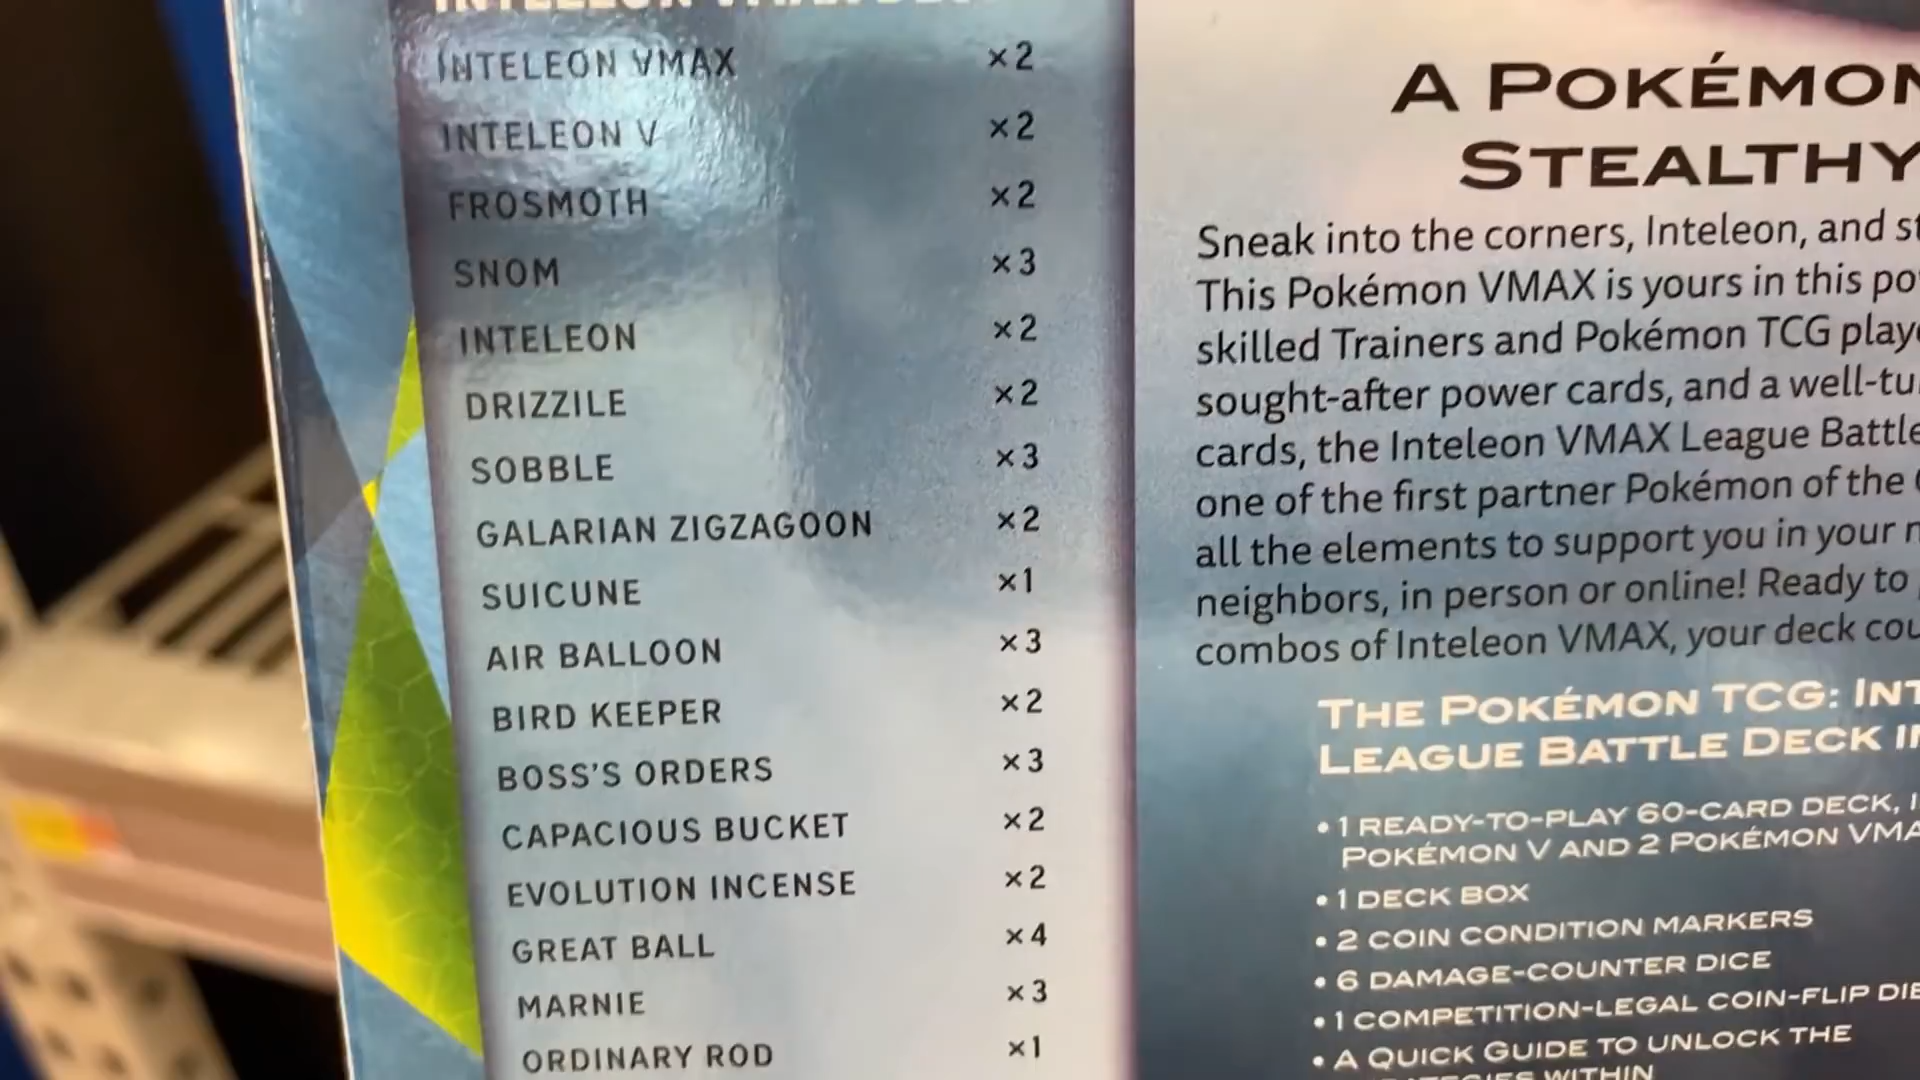 INTELEON VMAX ×2
INTELEON V ×2
FROSMOTH ×2
SNOM ×3
INTELEON ×2
DRIZZILE ×2
SOBBLE ×3
GALARIAN ZIGZAGOON ×2
SUICUNE ×1
AIR BALLOON ×3
BIRD KEEPER ×2
BOSS'S ORDERS ×3
CAPACIOUS BUCKET ×2
EVOLUTION INCENSE ×2
GREAT BALL ×4
MARNIE ×3
ORDINARY ROD ×1
A POKÉMON
STEALTHY
Sneak into the corners, Inteleon, and
This Pokémon VMAX is yours in this
skilled Trainers and Pokémon TCG
sought-after power cards, and a
cards, the Inteleon VMAX League Battle
one of the first partner Pokémon of the
all the elements to support you in your
neighbors, in person or online! Ready to
combos of Inteleon VMAX, your deck
THE POKÉMON TCG:
LEAGUE BATTLE DECK
• 1 READY-TO-PLAY 60-CARD DECK,
POKÉMON V AND 2 POKÉMON
• 1 DECK BOX
• 2 COIN CONDITION MARKERS
• 6 DAMAGE-COUNTER DICE
• 1 COMPETITION-LEGAL COIN-FLIP DIE
• A QUICK GUIDE TO UNLOCK THE
WITHIN